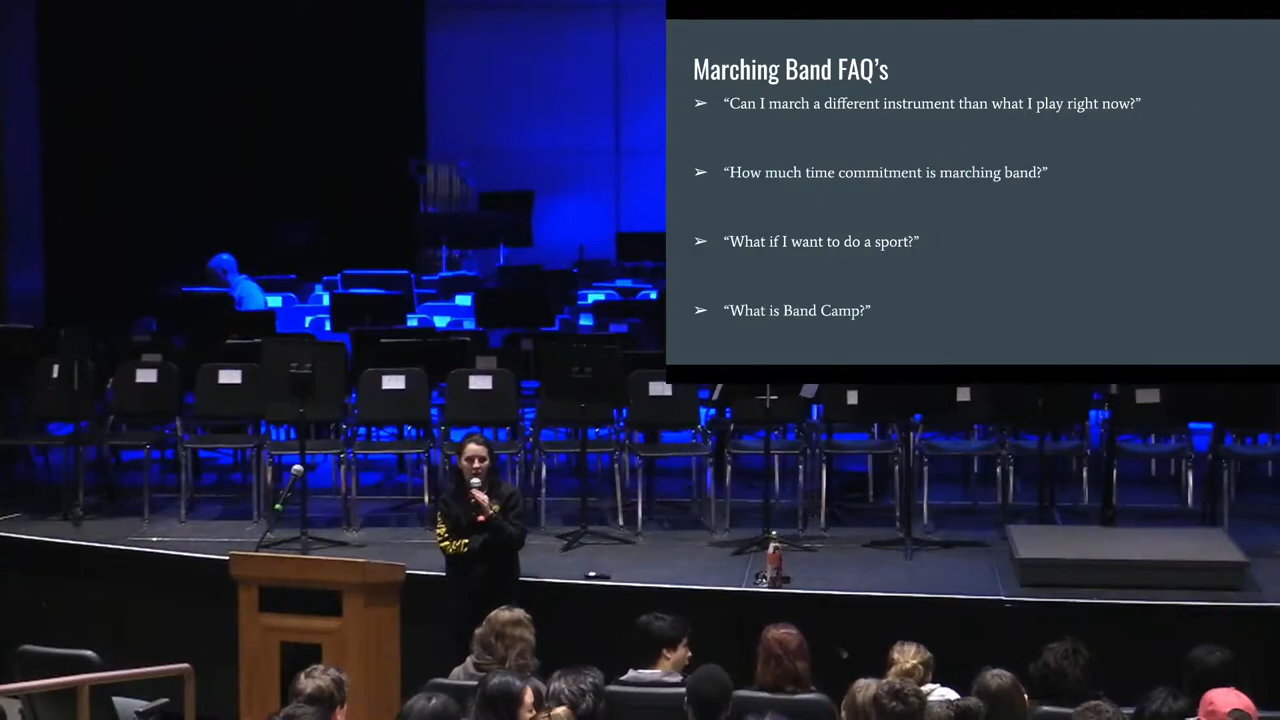 Marching Band FAQ’s
➢ “Can I march a different instrument than what I play right now?”
➢ “How much time commitment is marching band?”
➢ “What if I want to do a sport?”
➢ “What is Band Camp?”